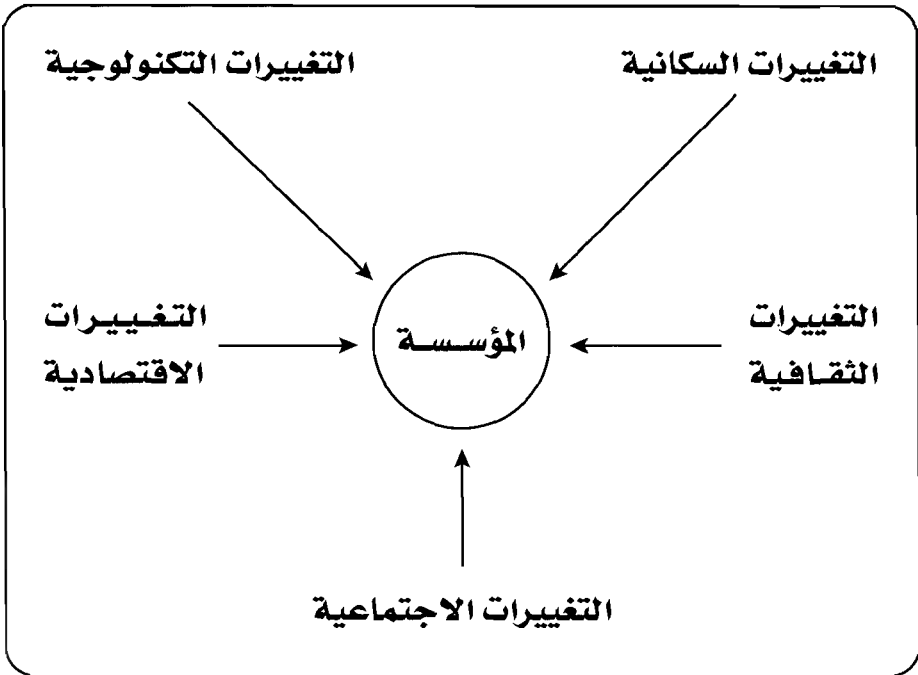 التغييرات السكانية
التغييرات التكنولوجية
التغييرات
الثقافية
المؤسسة
التغييرات
الاقتصادية
التغييرات الاجتماعية